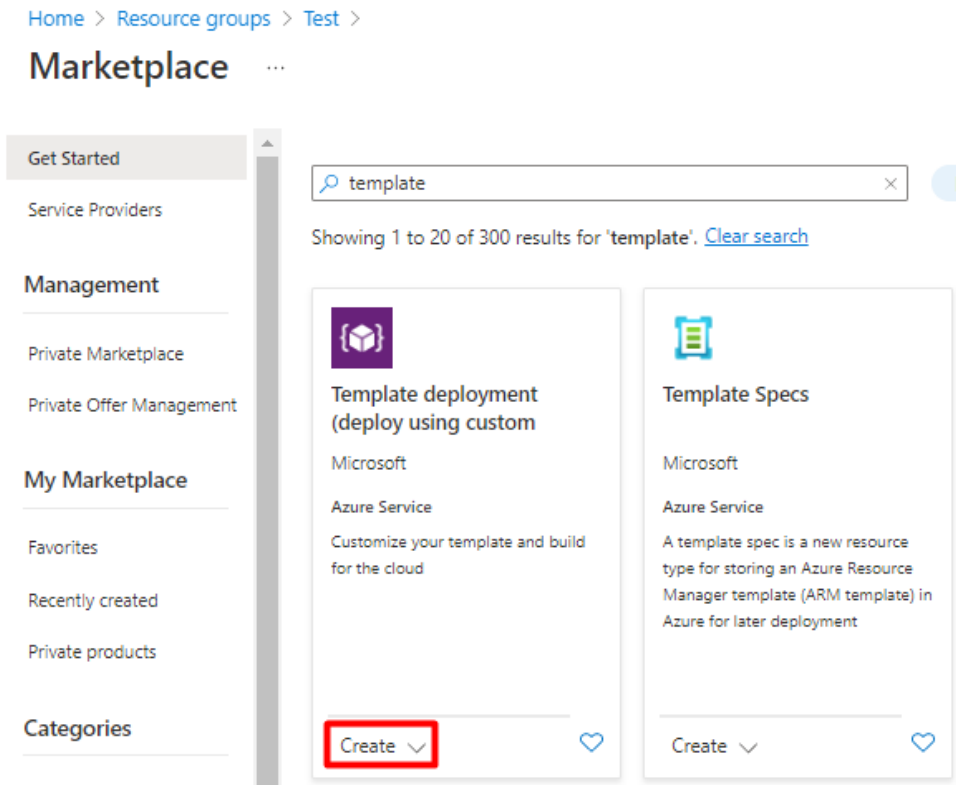 Home > Resource groups > Test >
Marketplace ...
Get Started
Service Providers
Management
Private Marketplace
Private Offer Management
My Marketplace
Favorites
Recently created
Private products
Categories
template
Showing 1 to 20 of 300 results for 'template'. Clear search
Template deployment
(deploy using custom
Microsoft
Azure Service
Customize your template and build
for the cloud
Create
Template Specs
Microsoft
Azure Service
A template spec is a new resource
type for storing an Azure Resource
Manager template (ARM template) in
Azure for later deployment
Create